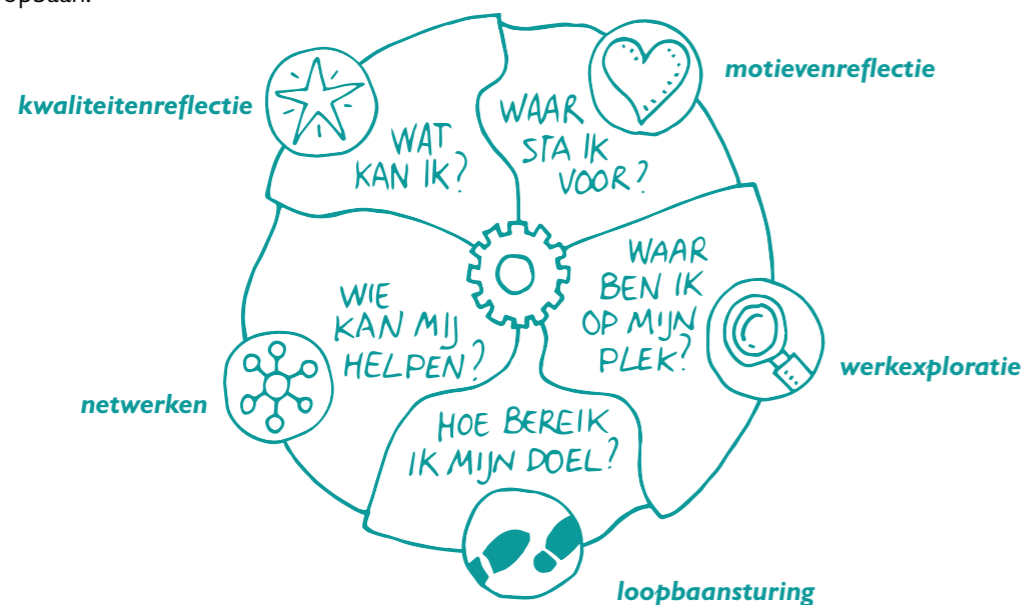 kwaliteitenreflectie
WAT
KAN IK?
motievenreflectie
WAAR
STA IK
VOOR?
WAAR
BEN IK
OP MIJN
PLEK?
werkexploratie
WIE
KAN MIJ
HELPEN?
netwerken
HOE BEREIK
IK MIJN DOEL?
loopbaansturing